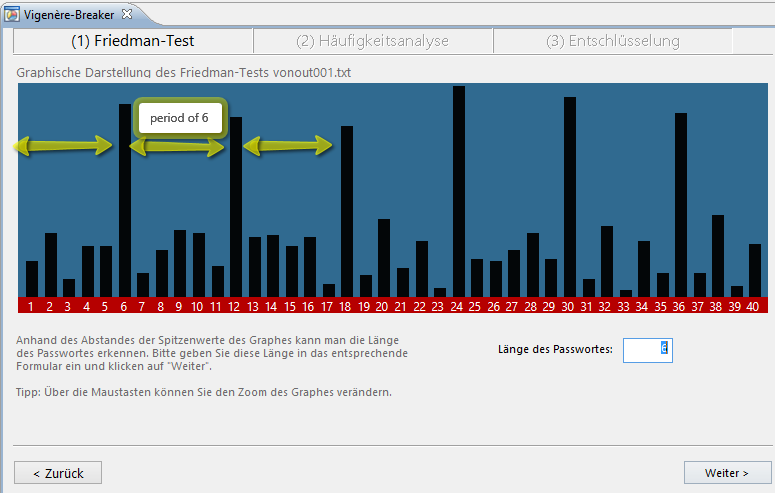 Vigenère-Breaker
(1) Friedman-Test (2) Häufigkeitsanalyse (3) Entschlüsselung
Graphische Darstellung des Friedman-Tests vonout001.txt
period of 6
1 2 3 4 5 6 7 8 9 10 11 12 13 14 15 16 17 18 19 20 21 22 23 24 25 26 27 28 29 30 31 32 33 34 35 36 37 38 39 40
Anhand des Abstandes der Spitzenwerte des Graphes kann man die Länge
des Passwortes erkennen. Bitte geben Sie diese Länge in das entsprechende
Formular ein und klicken auf "Weiter".
Länge des Passwortes: 6
Tipp: Über die Maustasten können Sie den Zoom des Graphes verändern.
< Zurück Weiter >